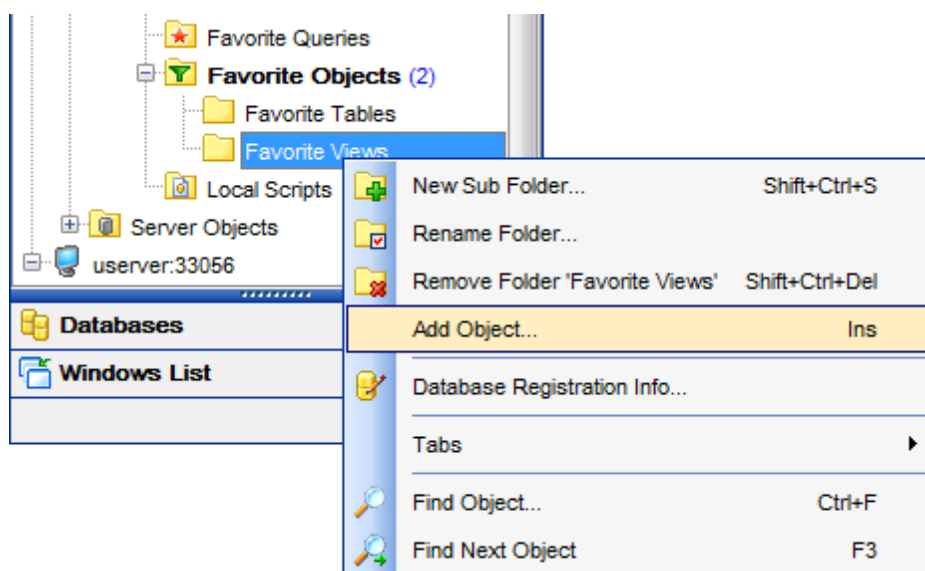 Favorite Queries
Favorite Objects (2)
Favorite Tables
Favorite Views
Local Scripts
Server Objects
userver:33056
Databases
Windows List
New Sub Folder... Shift+Ctrl+S
Rename Folder...
Remove Folder 'Favorite Views' Shift+Ctrl+Del
Add Object... Ins
Database Registration Info...
Tabs
Find Object... Ctrl+F
Find Next Object F3